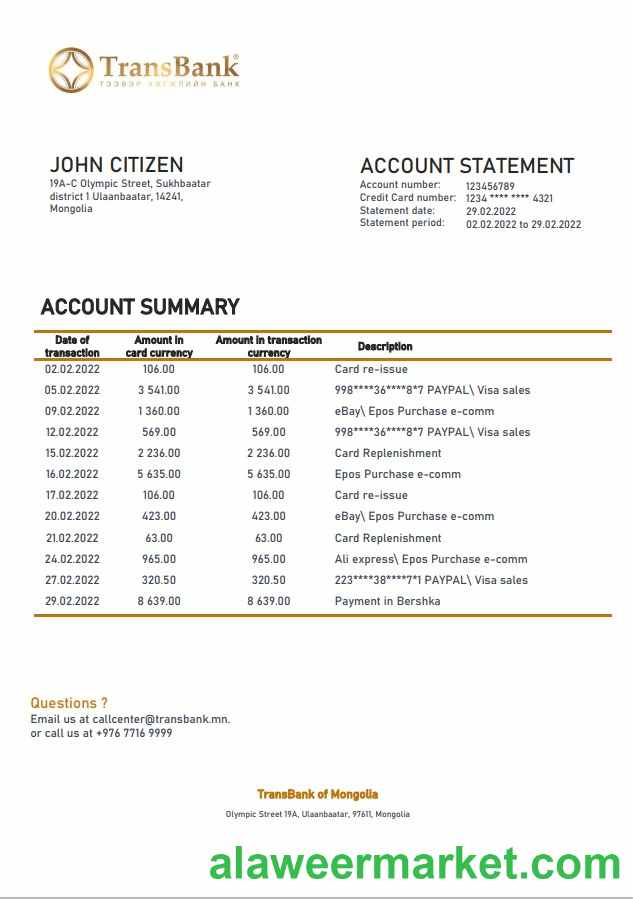 TransBank®
ТЭЭВЭР ХӨГЖЛИЙН БАНК
JOHN CITIZEN
19A-C Olympic Street, Sukhbaatar
district 1 Ulaanbaatar, 14241,
Mongolia
ACCOUNT STATEMENT
Account number: 123456789
Credit Card number: 1234 **** **** 4321
Statement date: 29.02.2022
Statement period: 02.02.2022 to 29.02.2022
ACCOUNT SUMMARY
Date of transaction Amount in card currency Amount in transaction currency Description
02.02.2022 106.00 106.00 Card re-issue
05.02.2022 3 541.00 3 541.00 998****36****8*7 PAYPAL\ Visa sales
09.02.2022 1 360.00 1 360.00 eBay\ Epos Purchase e-comm
12.02.2022 569.00 569.00 998****36****8*7 PAYPAL\ Visa sales
15.02.2022 2 236.00 2 236.00 Card Replenishment
16.02.2022 5 635.00 5 635.00 Epos Purchase e-comm
17.02.2022 106.00 106.00 Card re-issue
20.02.2022 423.00 423.00 eBay\ Epos Purchase e-comm
21.02.2022 63.00 63.00 Card Replenishment
24.02.2022 965.00 965.00 Ali express\ Epos Purchase e-comm
27.02.2022 320.50 320.50 223****38****7*1 PAYPAL\ Visa sales
29.02.2022 8 639.00 8 639.00 Payment in Bershka
Questions ?
Email us at callcenter@transbank.mn.
or call us at +976 7716 9999
TransBank of Mongolia
Olympic Street 19A, Ulaanbaatar, 97611, Mongolia
alaweermarket.com